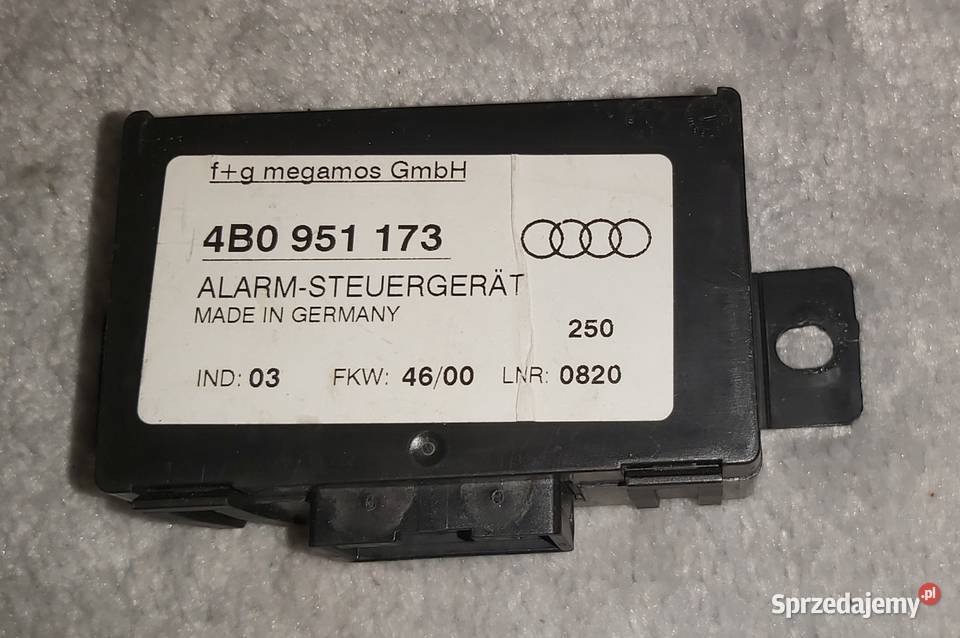 f+g megamos GmbH
4B0 951 173
ALARM-STEUERGERÄT
MADE IN GERMANY
250
IND: 03 FKW: 46/00 LNR: 0820
Sprzedajemy.pl